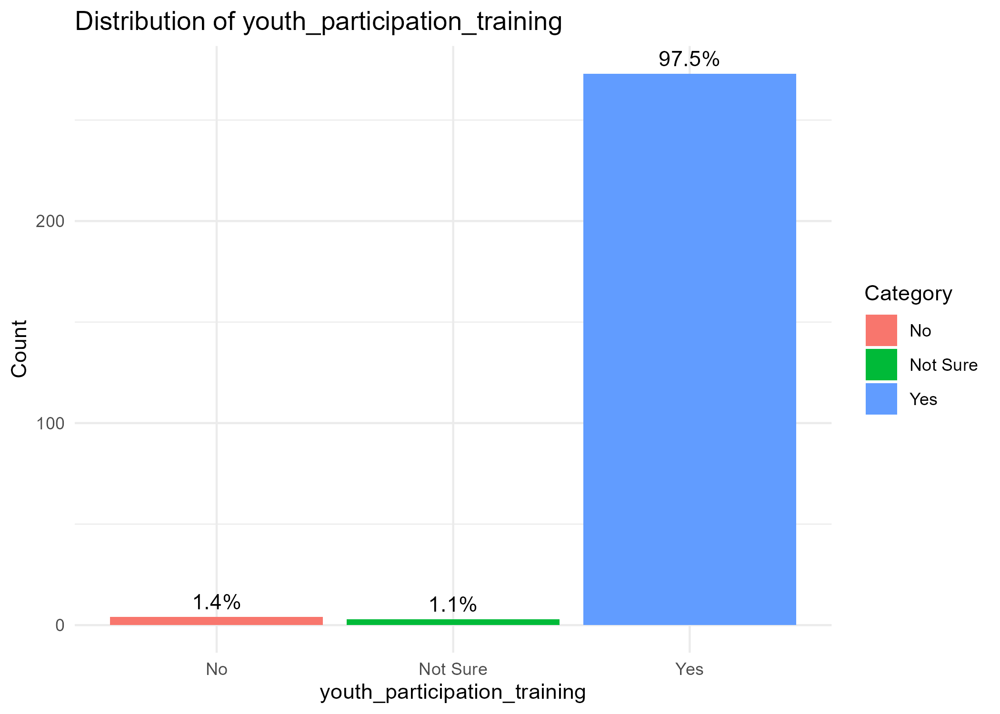 Distribution of youth_participation_training
97.5%
1.4%
1.1%
200
100
0
Count
No
Not Sure
Yes
youth_participation_training
Category
No
Not Sure
Yes